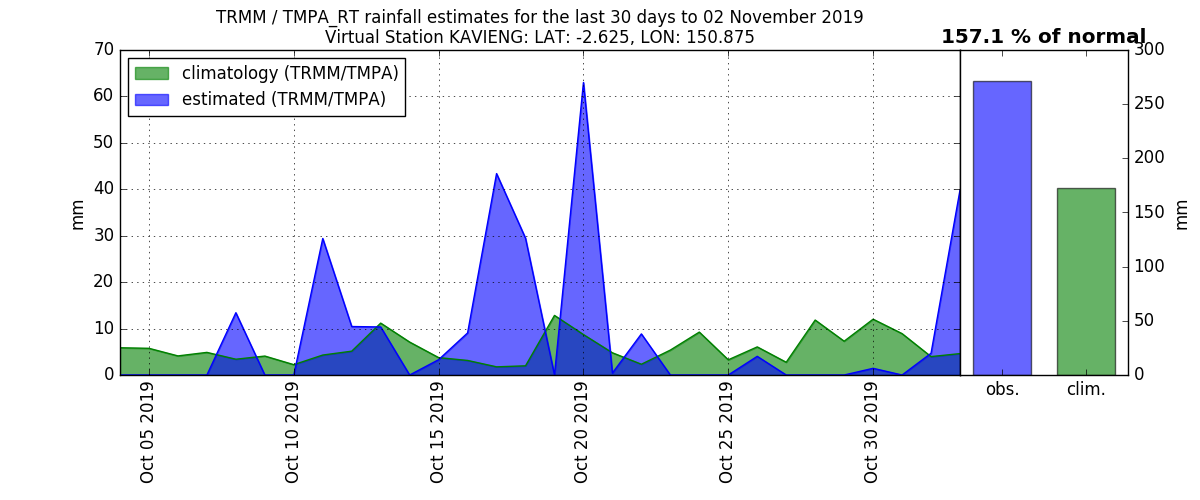 TRMM / TMPA_RT rainfall estimates for the last 30 days to 02 November 2019
Virtual Station KAVIENG: LAT: -2.625, LON: 150.875
157.1 % of normal
climatology (TRMM/TMPA)
estimated (TRMM/TMPA)
mm
70
60
50
40
30
20
10
0
Oct 05 2019
Oct 10 2019
Oct 15 2019
Oct 20 2019
Oct 25 2019
Oct 30 2019
obs.
clim.
300
250
200
150
100
50
0
mm